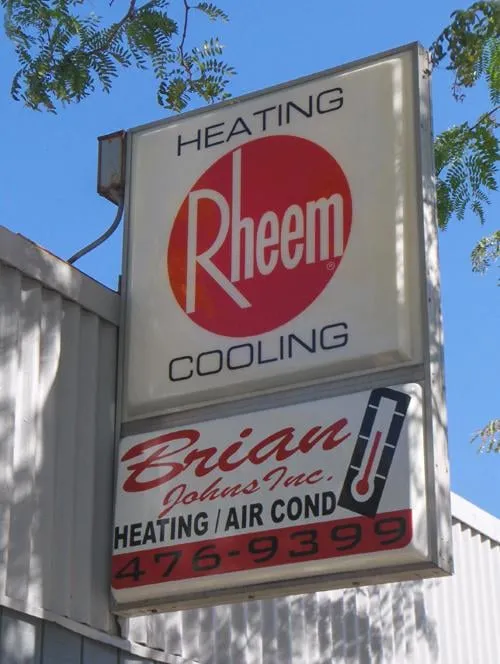 HEATING
Rheem®
COOLING
Brian
Johns Inc.
HEATING / AIR COND
476-9399